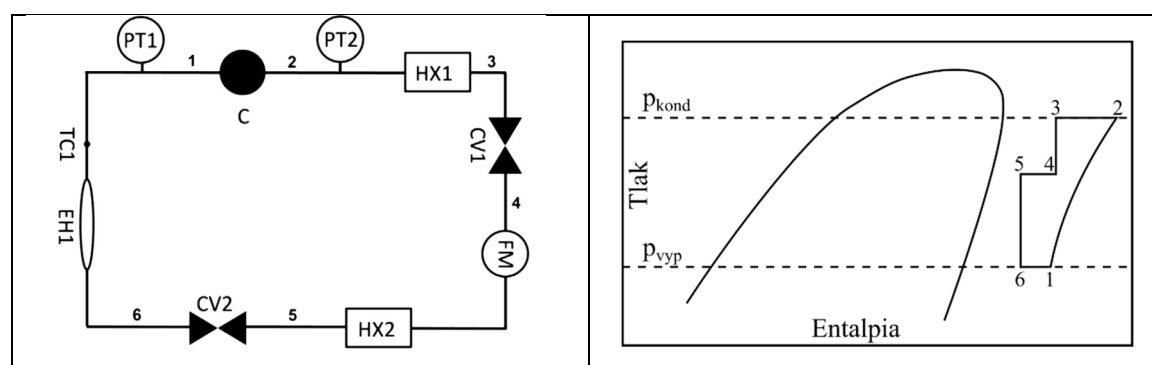 PT1
1
C
2
PT2
HX1
3
CV1
4
FM
TC1
EH1
6
CV2
5
HX2
Tlak
p_kond
3
2
5
4
p_vyp
6
1
Entalpia